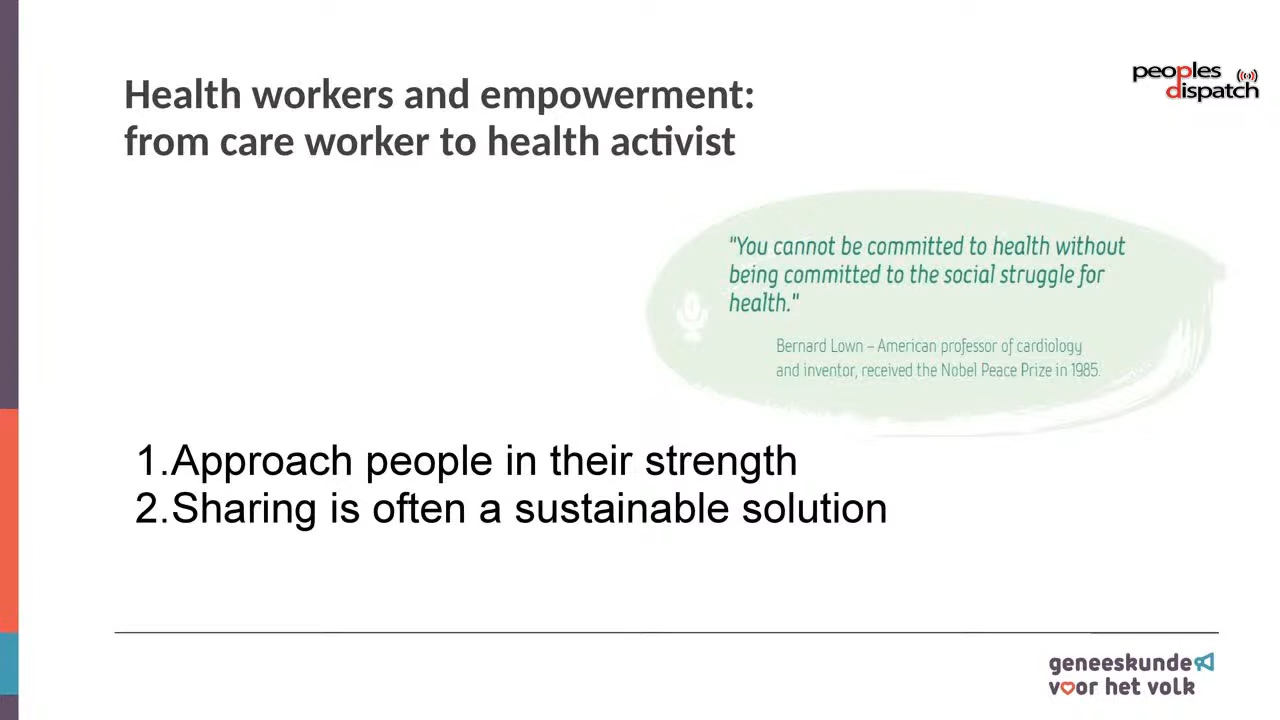 Health workers and empowerment:
from care worker to health activist
peoples
dispatch
"You cannot be committed to health without
being committed to the social struggle for
health."
Bernard Lown – American professor of cardiology
and inventor, received the Nobel Peace Prize in 1985.
1.Approach people in their strength
2.Sharing is often a sustainable solution
geneeskunde
voor het volk